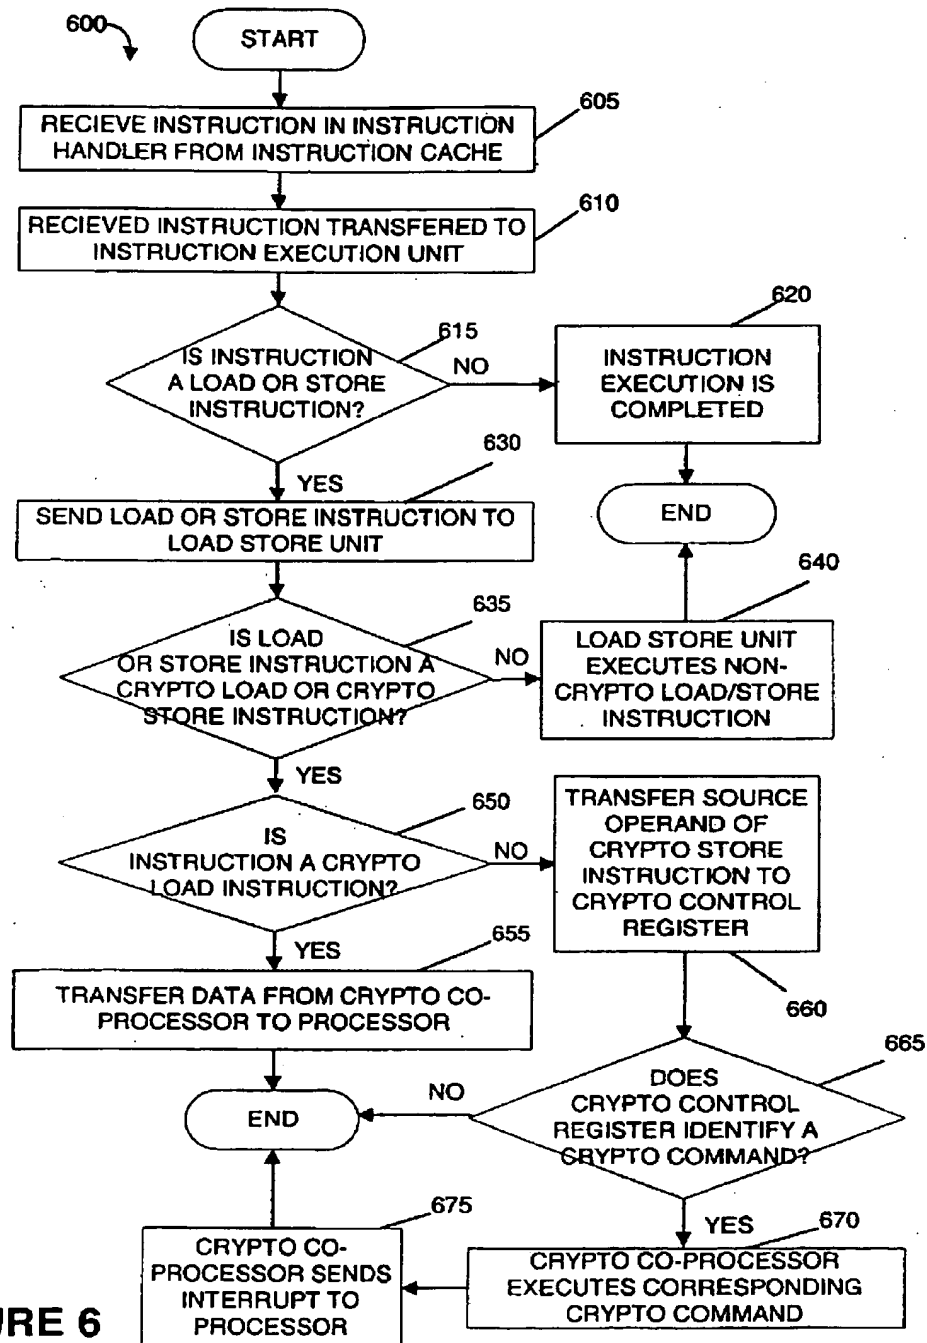 600
START
605
RECIEVE INSTRUCTION IN INSTRUCTION
HANDLER FROM INSTRUCTION CACHE
610
RECIEVED INSTRUCTION TRANSFERED TO
INSTRUCTION EXECUTION UNIT
615
IS INSTRUCTION
A LOAD OR STORE
INSTRUCTION?
NO
620
INSTRUCTION
EXECUTION IS
COMPLETED
YES
END
630
SEND LOAD OR STORE INSTRUCTION TO
LOAD STORE UNIT
635
IS LOAD
OR STORE INSTRUCTION A
CRYPTO LOAD OR CRYPTO
STORE INSTRUCTION?
NO
640
LOAD STORE UNIT
EXECUTES NON-
CRYPTO LOAD/STORE
INSTRUCTION
YES
650
IS
INSTRUCTION A CRYPTO
LOAD INSTRUCTION?
NO
TRANSFER SOURCE
OPERAND OF
CRYPTO STORE
INSTRUCTION TO
CRYPTO CONTROL
REGISTER
660
YES
655
TRANSFER DATA FROM CRYPTO CO-
PROCESSOR TO PROCESSOR
END
665
DOES
CRYPTO CONTROL
REGISTER IDENTIFY A
CRYPTO COMMAND?
NO
YES
670
CRYPTO CO-PROCESSOR
EXECUTES CORRESPONDING
CRYPTO COMMAND
675
CRYPTO CO-
PROCESSOR SENDS
INTERRUPT TO
PROCESSOR
URE 6